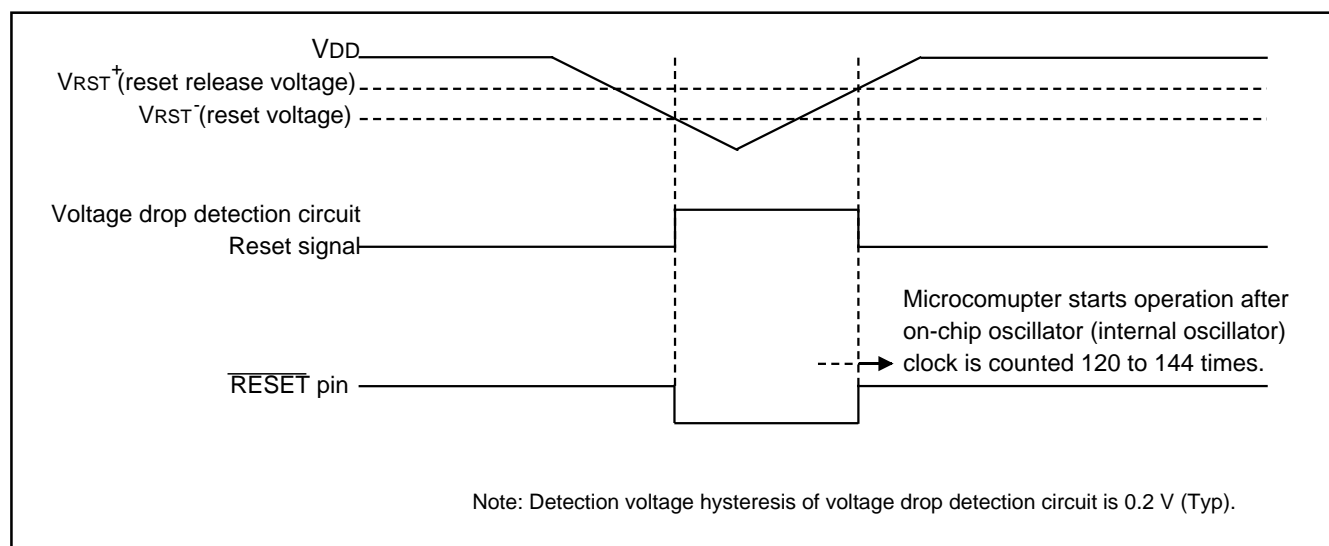 VDD
VRST+(reset release voltage)
VRST-(reset voltage)
Voltage drop detection circuit
Reset signal
Microcomupter starts operation after
on-chip oscillator (internal oscillator)
clock is counted 120 to 144 times.
RESET pin
Note: Detection voltage hysteresis of voltage drop detection circuit is 0.2 V (Typ).